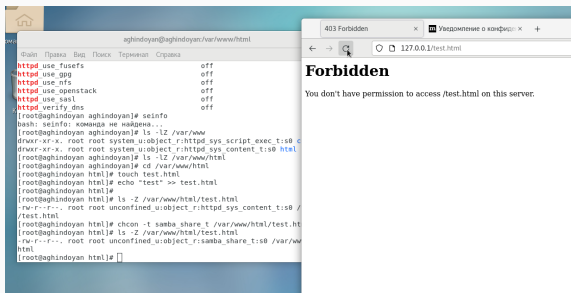 aghindoyan@aghindoyan:/var/www/html
Файл Правка Вид Поиск Терминал Справка
httpd_use_fusefs off
httpd_use_gpg off
httpd_use_nfs off
httpd_use_openstack off
httpd_use_sasl off
httpd_verify_dns off
[root@aghindoyan aghindoyan]# seinfo
bash: seinfo: команда не найдена...
[root@aghindoyan aghindoyan]# ls -lZ /var/www
drwxr-xr-x. root root system_u:object_r:httpd_sys_script_exec_t:s0 c
drwxr-xr-x. root root system_u:object_r:httpd_sys_content_t:s0 html
[root@aghindoyan aghindoyan]# ls -lZ /var/www/html
[root@aghindoyan aghindoyan]# cd /var/www/html
[root@aghindoyan html]# touch test.html
[root@aghindoyan html]# echo "test" >> test.html
[root@aghindoyan html]#
[root@aghindoyan html]# ls -Z /var/www/html/test.html
-rw-r--r--. root root unconfined_u:object_r:httpd_sys_content_t:s0 /
/test.html
[root@aghindoyan html]# chcon -t samba_share_t /var/www/html/test.ht
[root@aghindoyan html]# ls -Z /var/www/html/test.html
-rw-r--r--. root root unconfined_u:object_r:samba_share_t:s0 /var/ww
html
[root@aghindoyan html]#
403 Forbidden
Уведомление о конфиде
127.0.0.1/test.html
Forbidden
You don't have permission to access /test.html on this server.